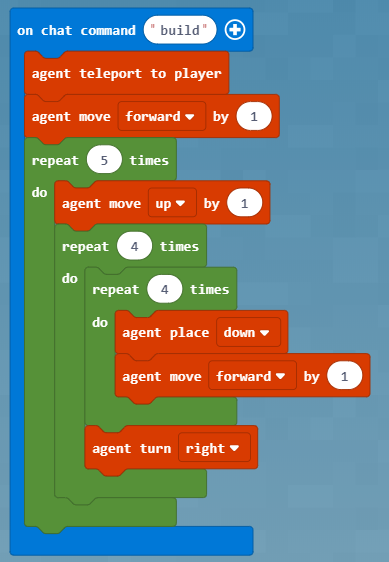 on chat command "build"
agent teleport to player
agent move forward by 1
repeat 5 times
do
agent move up by 1
repeat 4 times
do
repeat 4 times
do
agent place down
agent move forward by 1
agent turn right